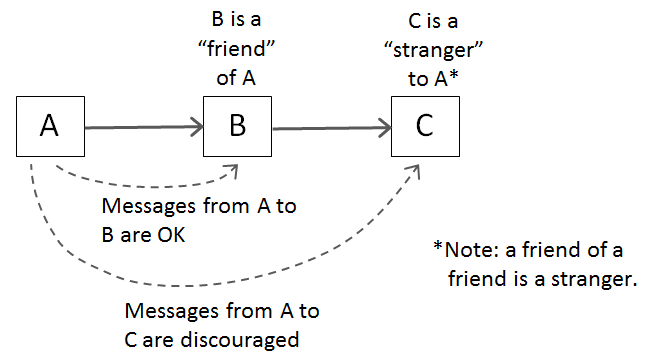 B is a
“friend”
of A
C is a
“stranger”
to A*
A
B
C
Messages from A to
B are OK
*Note: a friend of a
friend is a stranger.
Messages from A to
C are discouraged